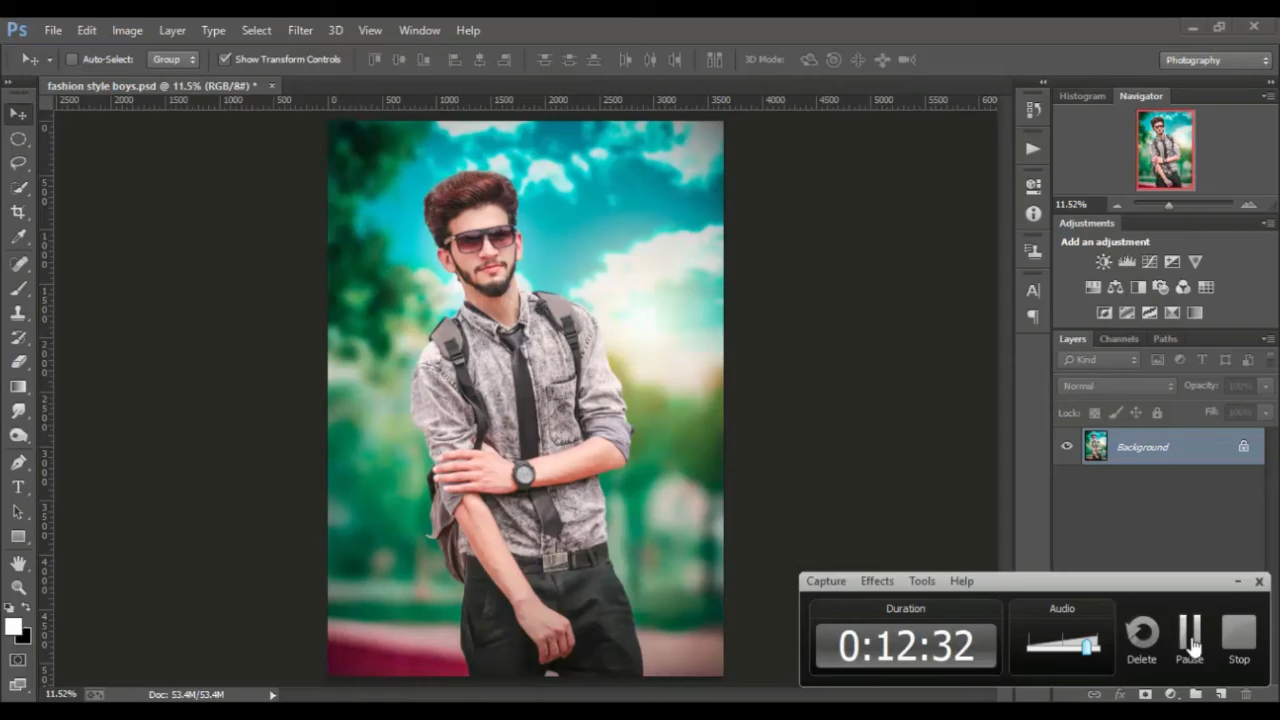 Ps File Edit Image Layer Type Select Filter 3D View Window Help
Auto-Select: Group Show Transform Controls 3D Mode: Photography
fashion style boys.psd @ 11.5% (RGB/8#) * ×
2500 2000 1500 1000 500 0 500 1000 1500 2000 2500 3000 3500 4000 4500 5000 5500 600
Histogram Navigator
11.52%
Adjustments
Add an adjustment
Layers Channels Paths
Kind
Normal Opacity: 100%
Lock: Fill: 100%
Background
Capture Effects Tools Help
Duration Audio
0:12:32
Delete Pause Stop
11.52% Doc: 53.4M/53.4M